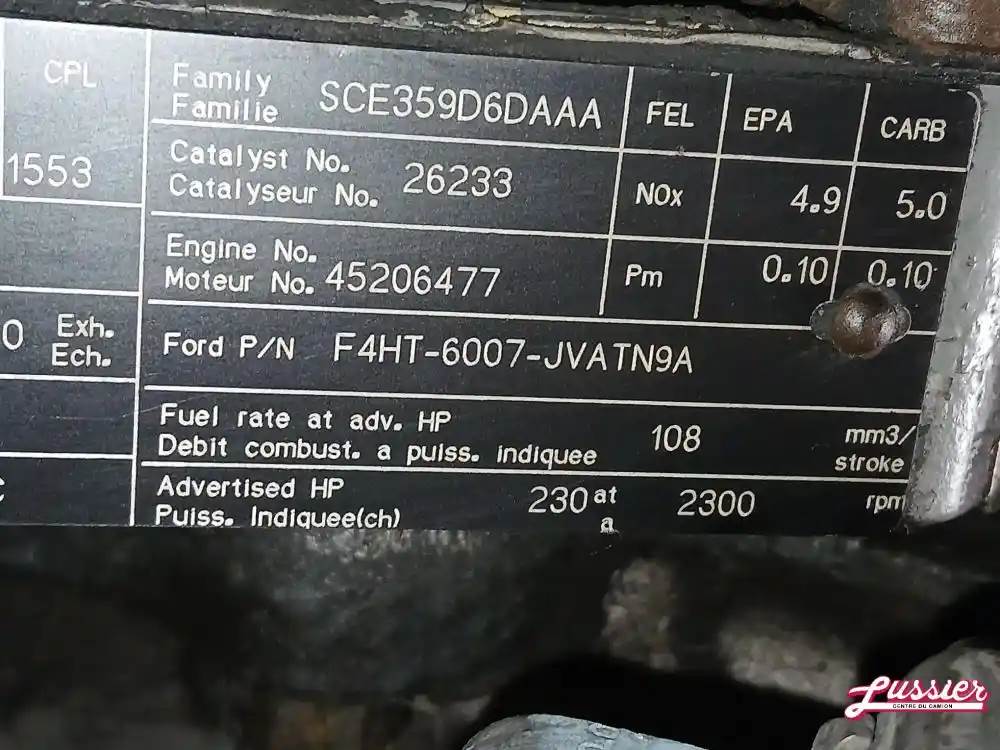 CPL
1553
0 Exh.
Ech.
Family
Familie SCE359D6DAAA
FEL EPA CARB
Catalyst No.
Catalyseur No. 26233
NOx 4.9 5.0
Engine No.
Moteur No. 45206477
Pm 0.10 0.10
Ford P/N F4HT-6007-JVATN9A
Fuel rate at adv. HP
Debit combust. a puiss. indiquee 108 mm3/
stroke
Advertised HP
Puiss. Indiquee(ch) 230 at
a 2300 rpm
Lussier
CENTRE DU CAMION